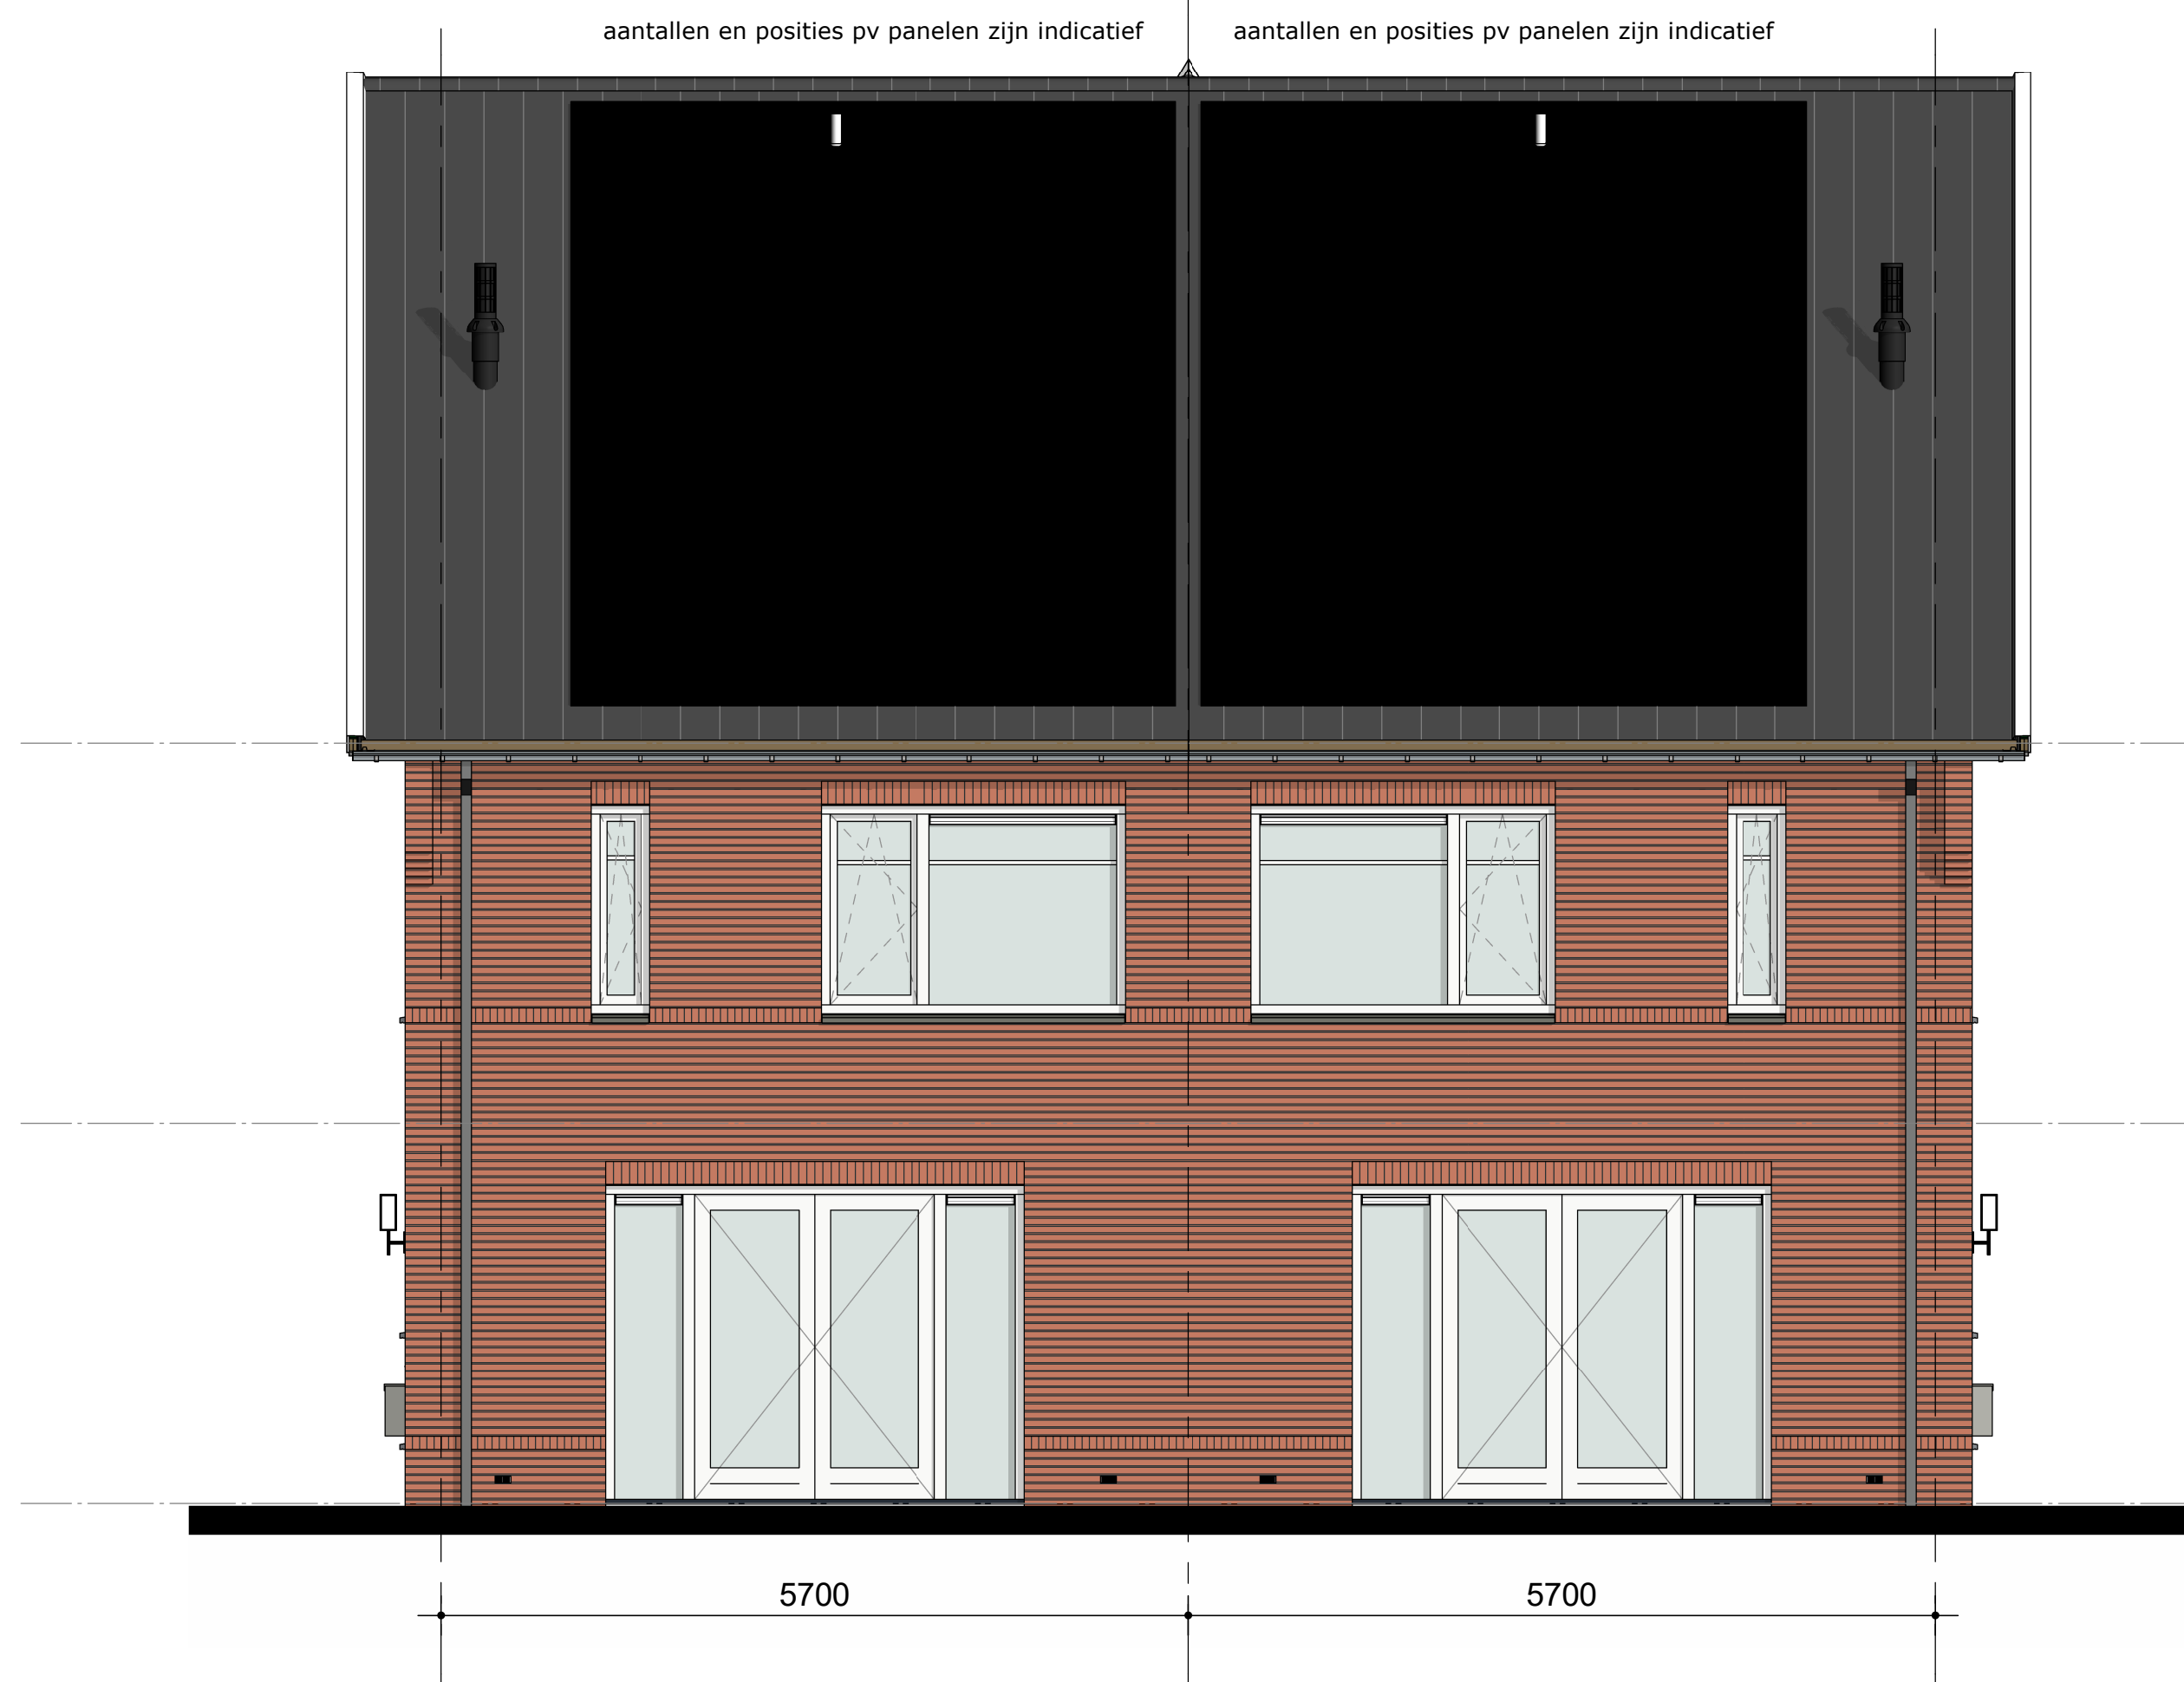 aantallen en posities pv panelen zijn indicatief
aantallen en posities pv panelen zijn indicatief
5700
5700